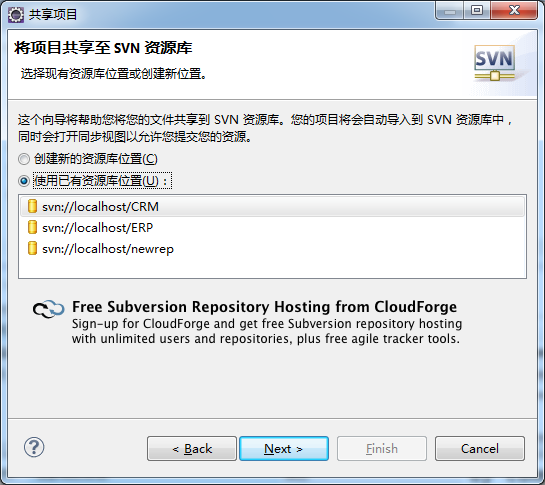 共享项目
将项目共享至 SVN 资源库
选择现有资源库位置或创建新位置。
SVN
这个向导将帮助您将您的文件共享到 SVN 资源库。您的项目将会自动导入到 SVN 资源库中，
同时会打开同步视图以允许您提交您的资源。
创建新的资源库位置(C)
使用已有资源库位置(U)：
svn://localhost/CRM
svn://localhost/ERP
svn://localhost/newrep
Free Subversion Repository Hosting from CloudForge
Sign-up for CloudForge and get free Subversion repository hosting
with unlimited users and repositories, plus free agile tracker tools.
? < Back Next > Finish Cancel